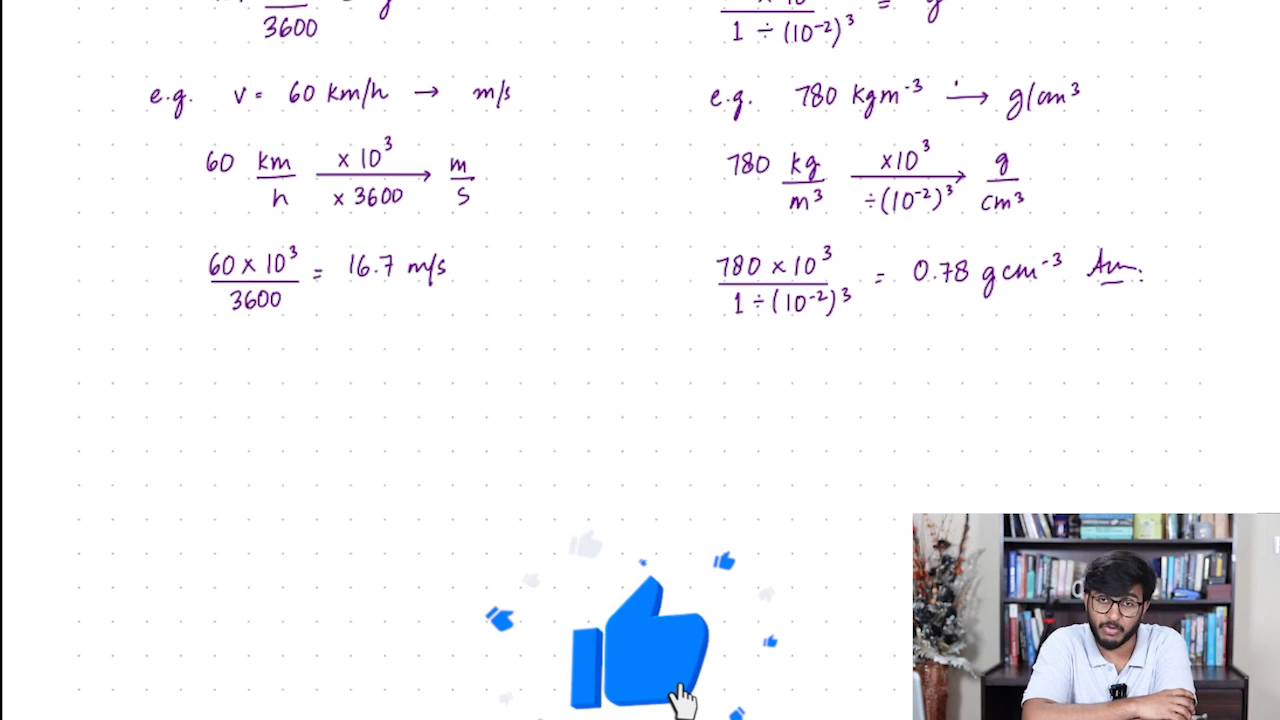 3600
1 ÷ (10⁻²)³ =
e.g. v = 60 km/h → m/s
60 km/h × 10³ / × 3600 → m/s
60 × 10³ / 3600 = 16.7 m/s
e.g. 780 kgm⁻³ → g/cm³
780 kg/m³ ×10³ / ÷(10⁻²)³ → g/cm³
780 × 10³ / 1 ÷ (10⁻²)³ = 0.78 gcm⁻³ Ans.